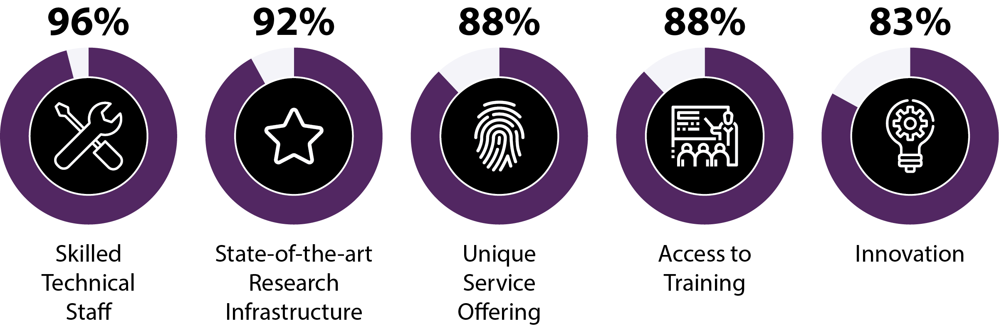 96%
92%
88%
88%
83%
Skilled
Technical
Staff
State-of-the-art
Research
Infrastructure
Unique
Service
Offering
Access to
Training
Innovation